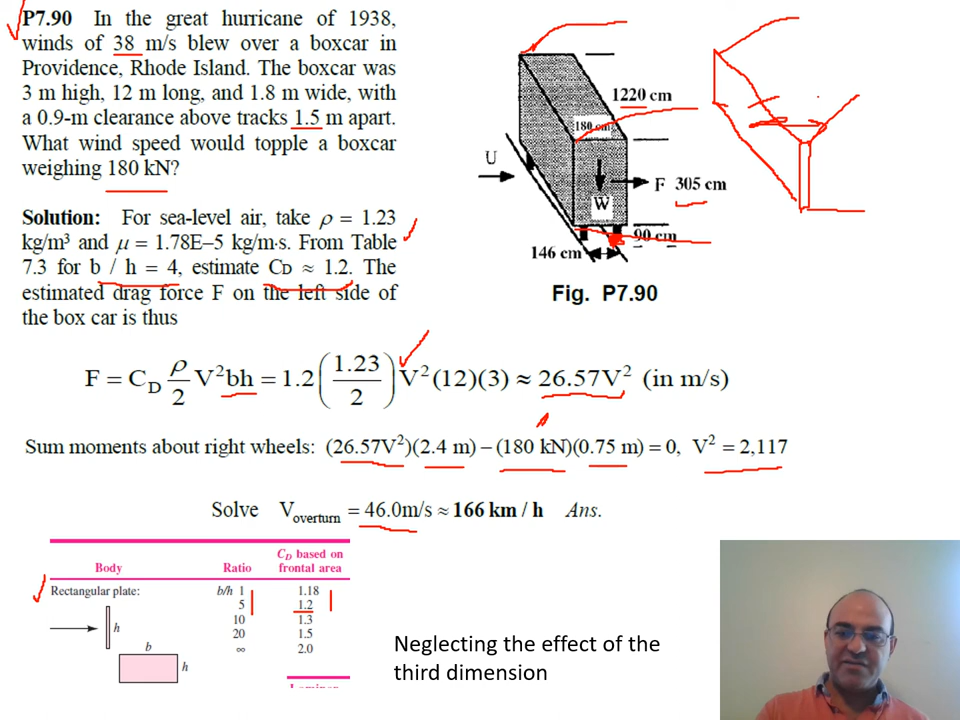 P7.90 In the great hurricane of 1938,
winds of 38 m/s blew over a boxcar in
Providence, Rhode Island. The boxcar was
3 m high, 12 m long, and 1.8 m wide, with
a 0.9-m clearance above tracks 1.5 m apart.
What wind speed would topple a boxcar
weighing 180 kN?
Solution: For sea-level air, take ρ = 1.23
kg/m³ and μ = 1.78E−5 kg/m·s. From Table
7.3 for b / h = 4, estimate CD ≈ 1.2. The
estimated drag force F on the left side of
the box car is thus
1220 cm
180 cm
U
F 305 cm
W
90 cm
146 cm
Fig. P7.90
F = C_D ρ/2 V²bh = 1.2 (1.23/2) V² (12)(3) ≈ 26.57V² (in m/s)
Sum moments about right wheels: (26.57V²)(2.4 m) − (180 kN)(0.75 m) = 0, V² = 2,117
Solve V_overturn = 46.0m/s ≈ 166 km / h Ans.
C_D based on
Body Ratio frontal area
Rectangular plate: b/h 1 1.18
5 1.2
10 1.3
20 1.5
∞ 2.0
h
b
h
Neglecting the effect of the
third dimension